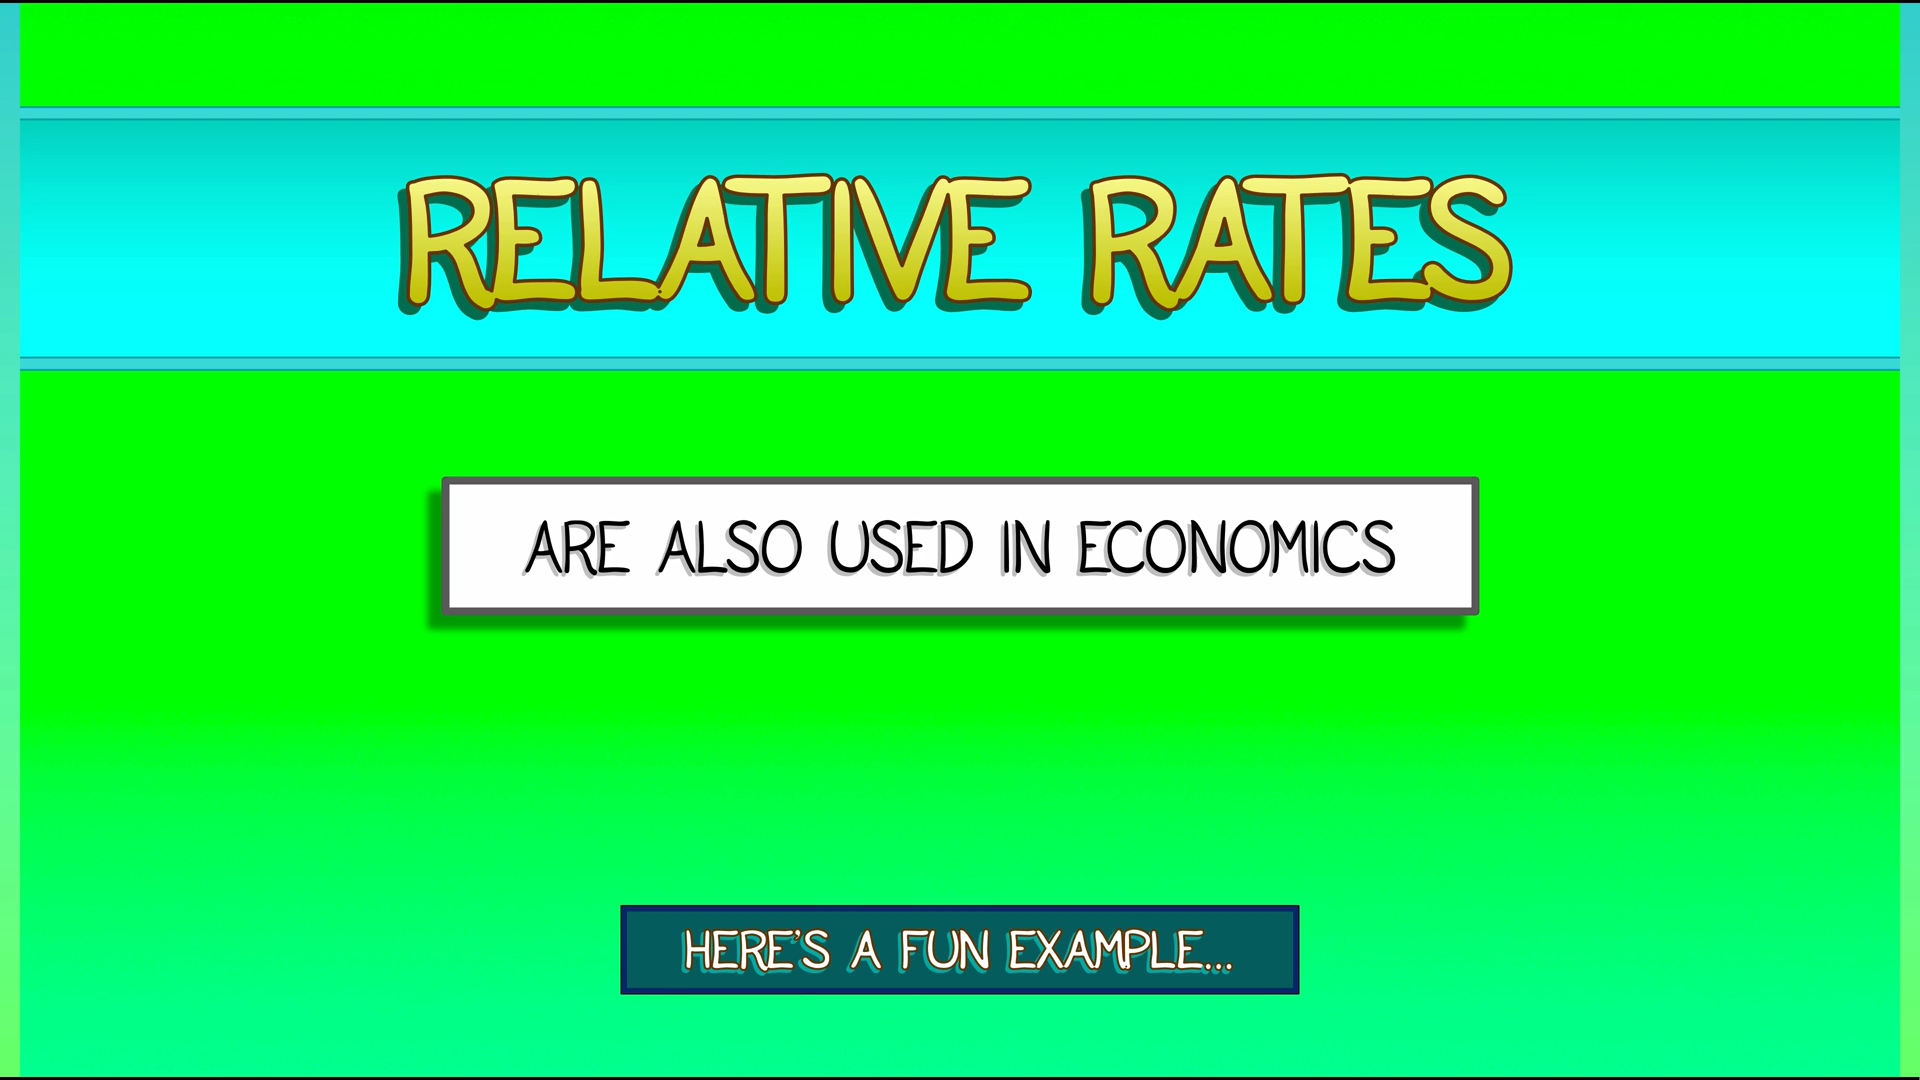 RELATIVE RATES
ARE ALSO USED IN ECONOMICS
HERE'S A FUN EXAMPLE...